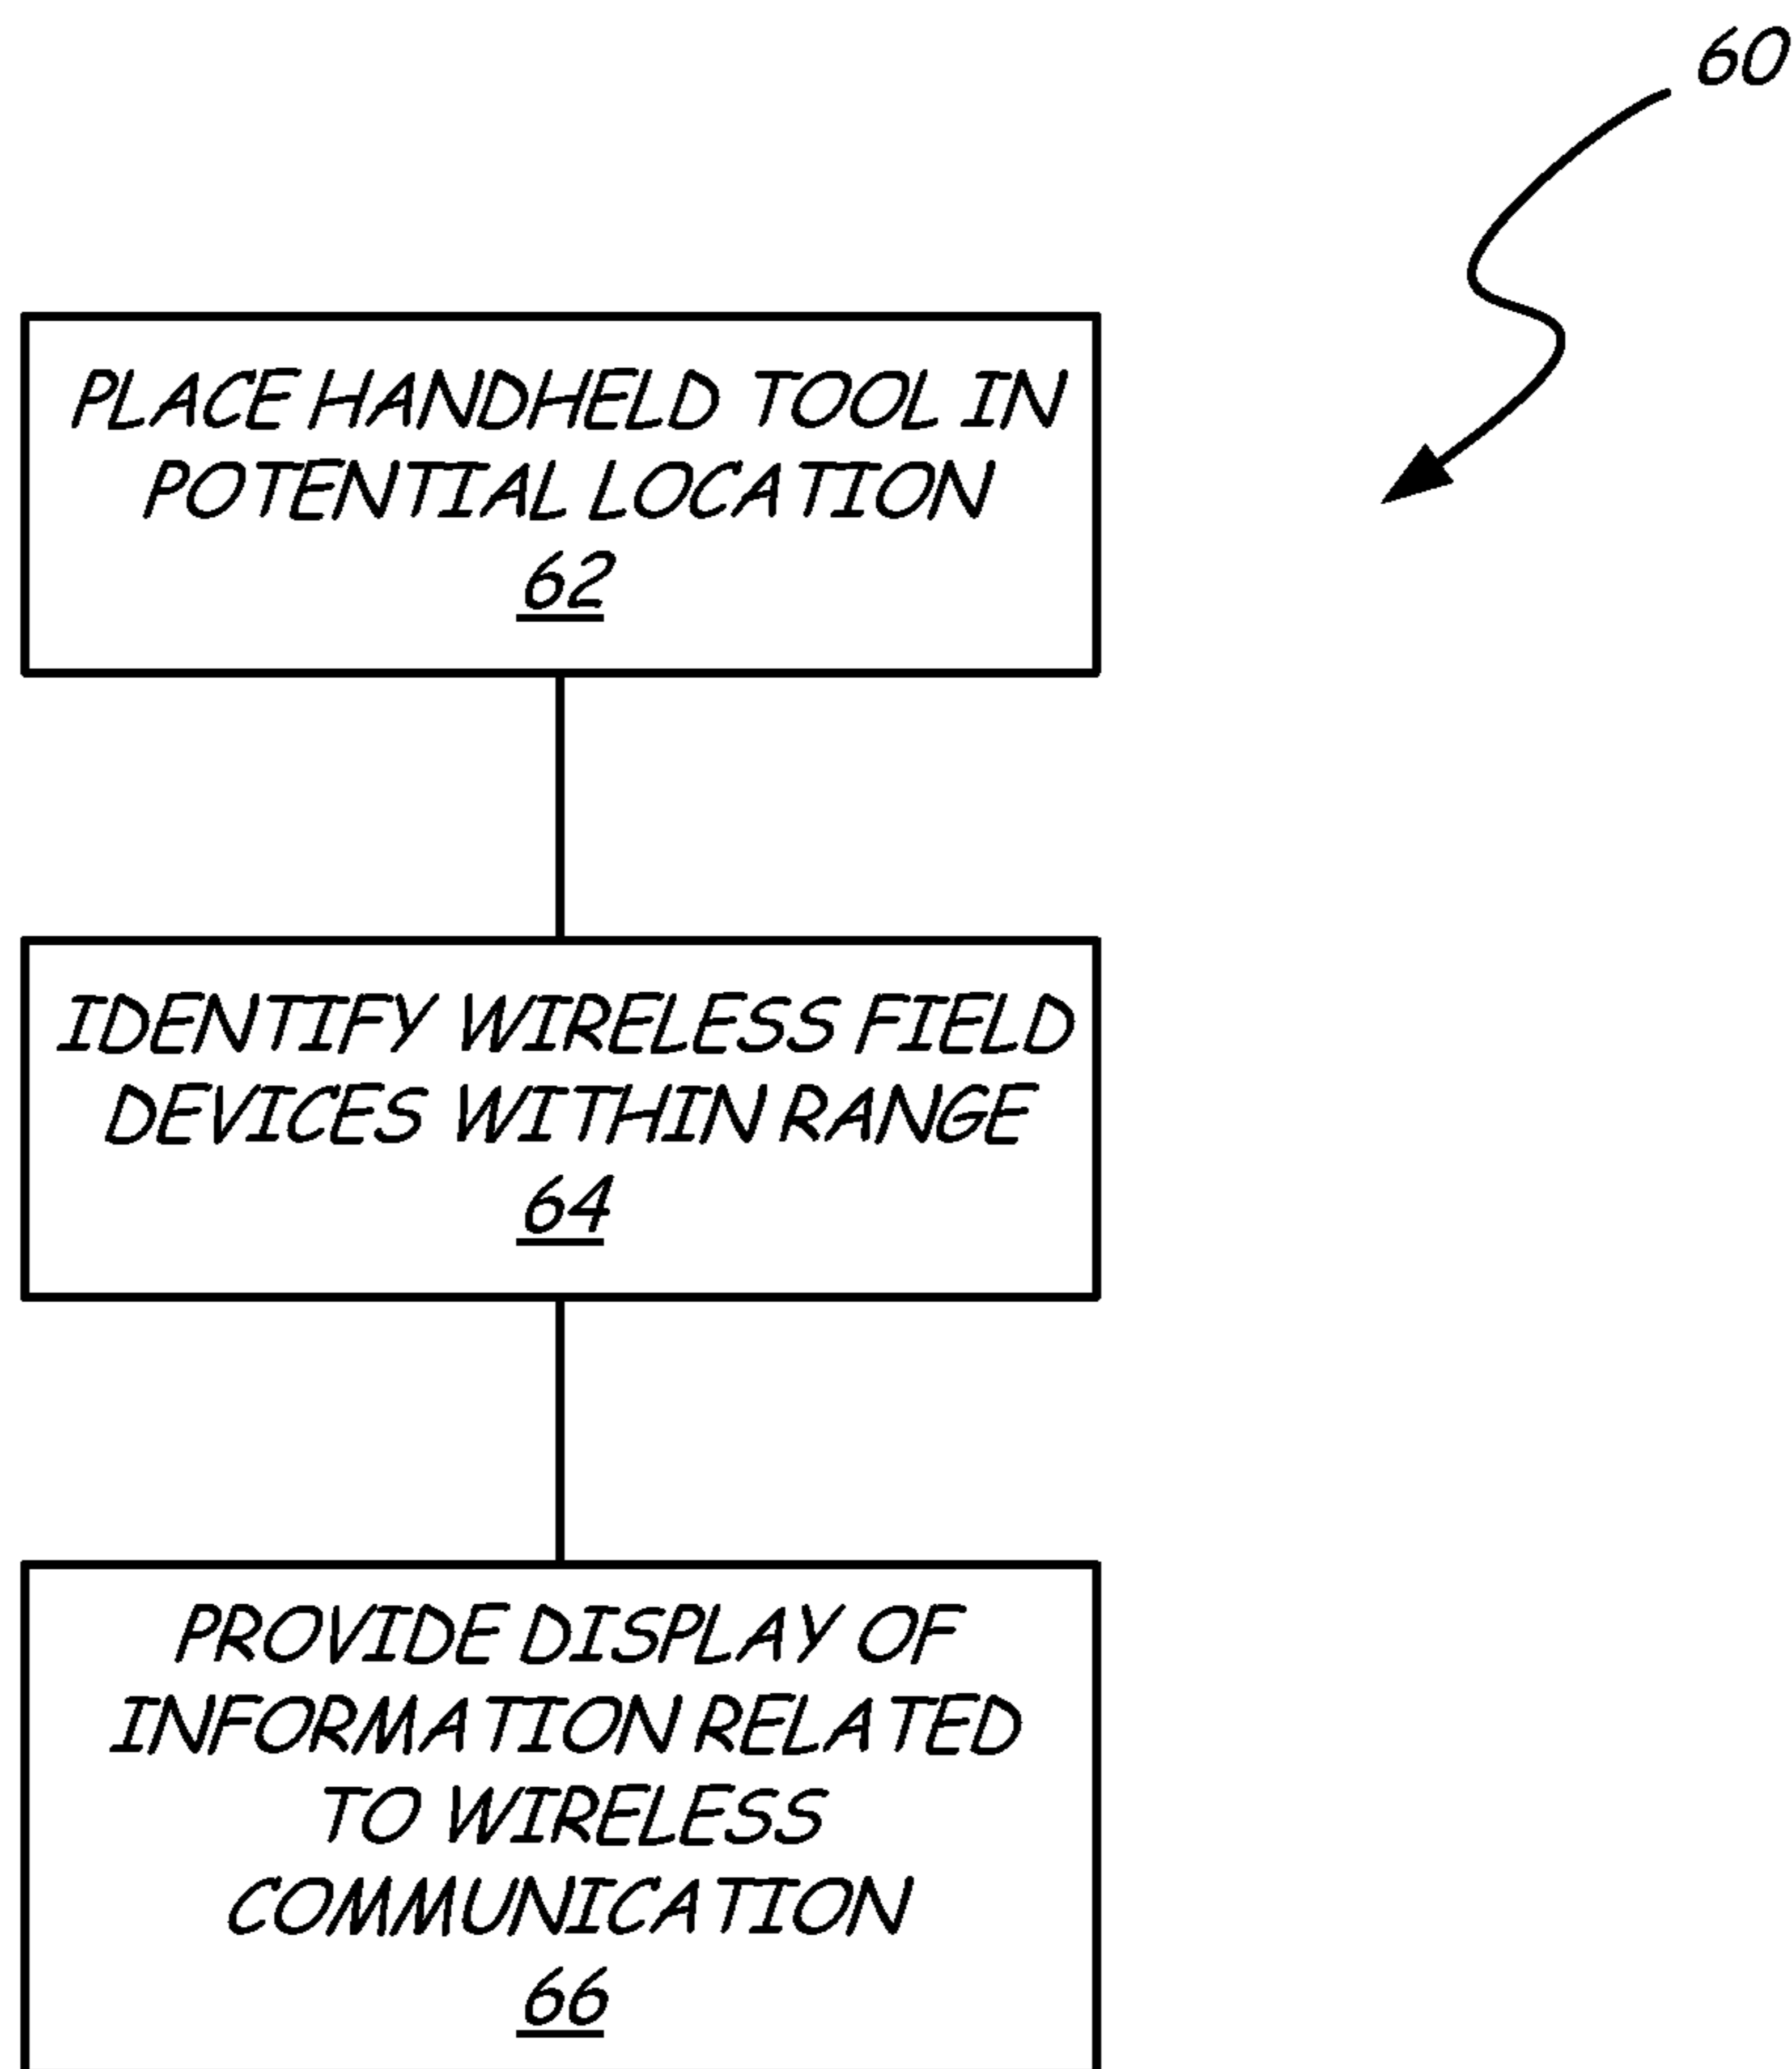 60
PLACE HANDHELD TOOL IN
POTENTIAL LOCATION
62
IDENTIFY WIRELESS FIELD
DEVICES WITHIN RANGE
64
PROVIDE DISPLAY OF
INFORMATION RELATED
TO WIRELESS
COMMUNICATION
66